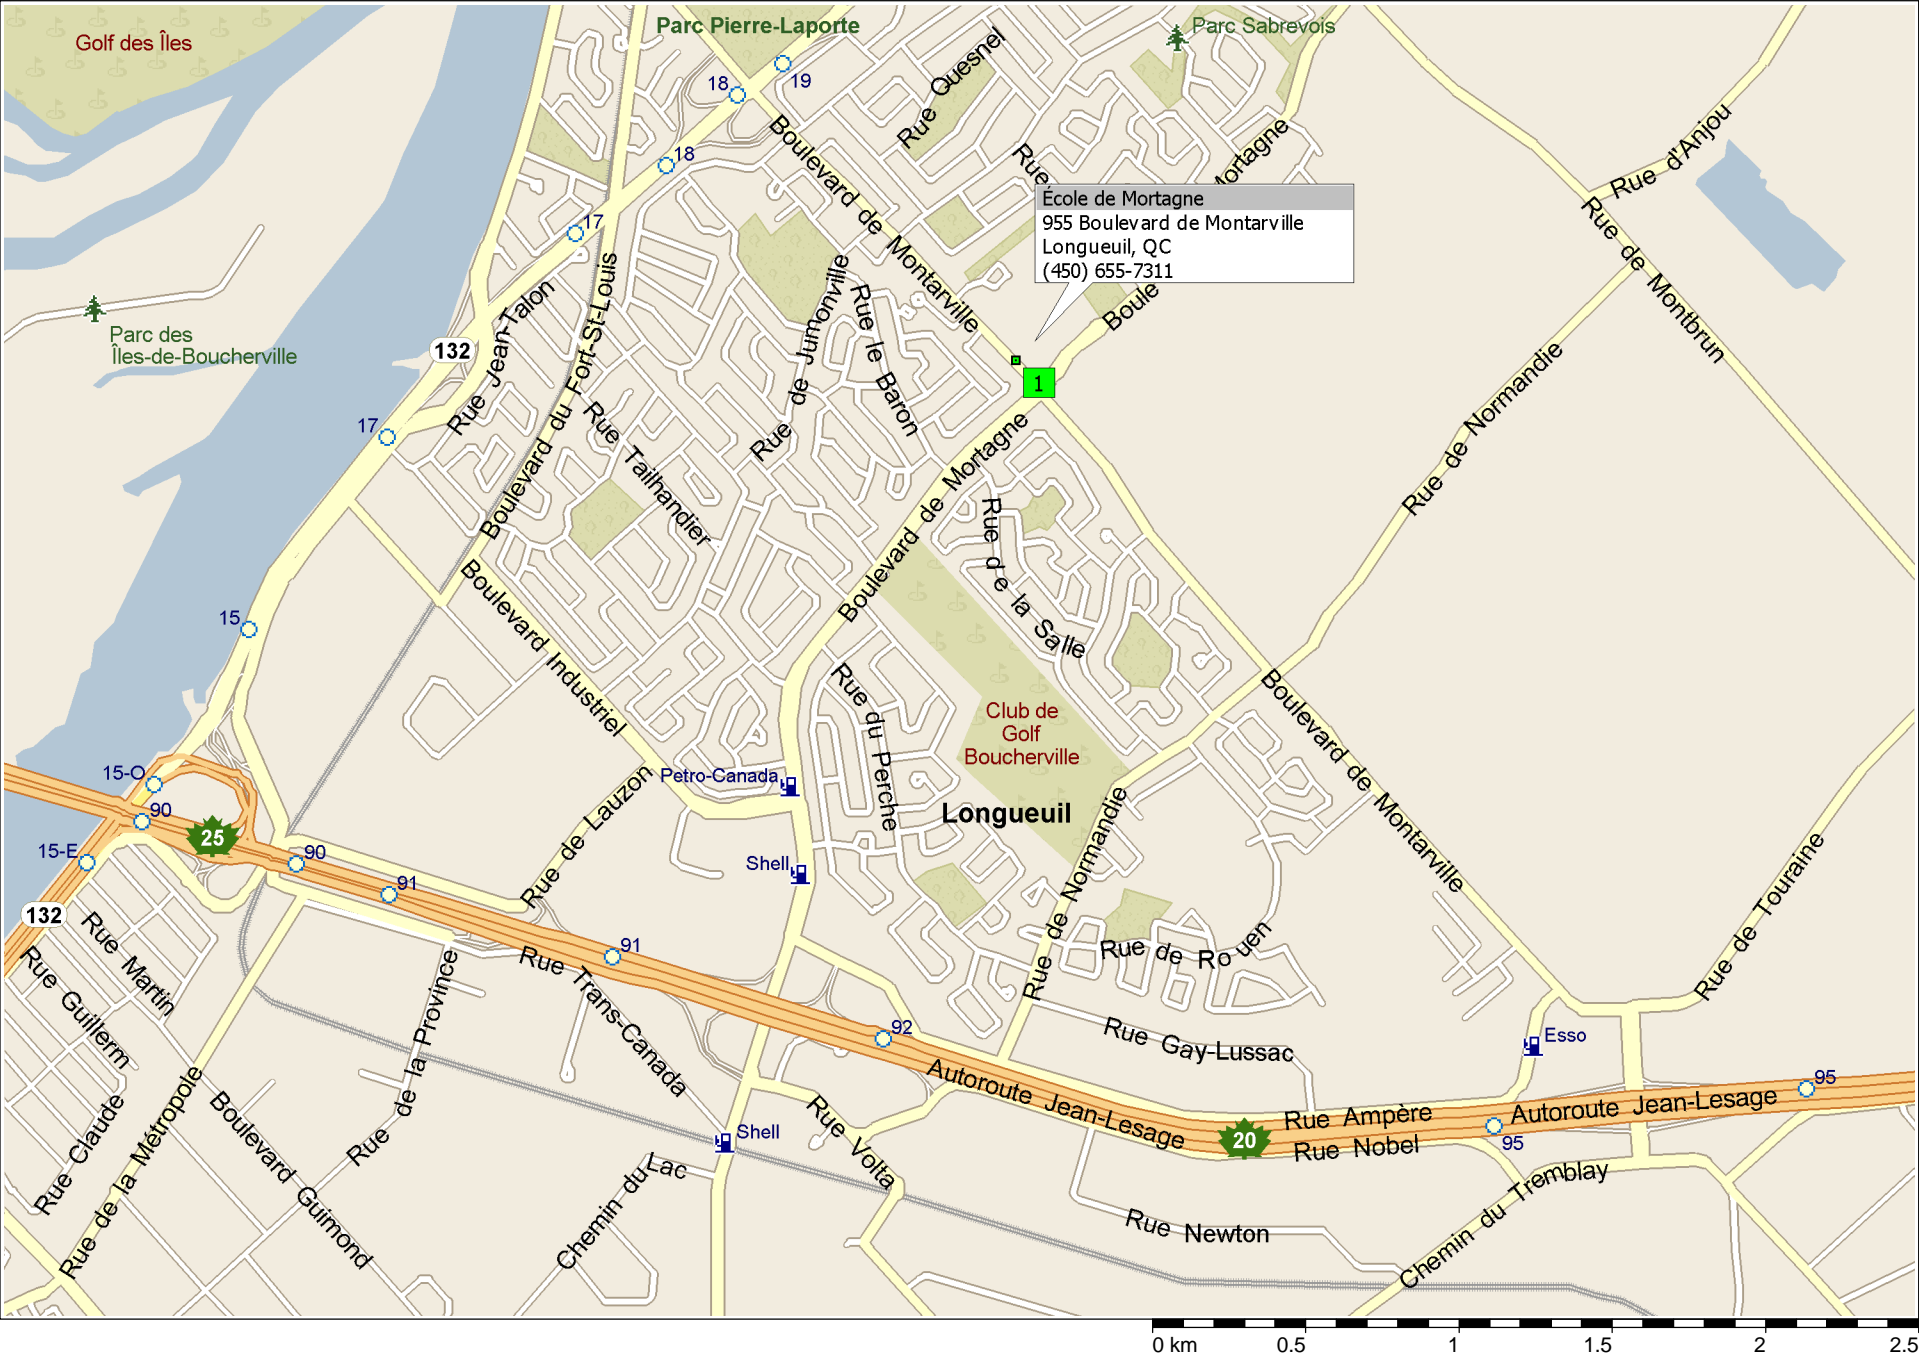 Golf des Îles
Parc Pierre-Laporte
Parc Sabrevois
18
19
18
17
Rue Quesnel
Rue
Mortagne
Rue d'Anjou
Boulevard de Montarville
École de Mortagne
955 Boulevard de Montarville
Longueuil, QC
(450) 655-7311
Boule
1
Rue de Montbrun
Parc des
Îles-de-Boucherville
132
17
Rue Jean-Talon
Boulevard du Fort-St-Louis
Rue de Jumonville
Rue le Baron
Rue Tailhandier
Boulevard de Mortagne
Rue de Normandie
Rue de la Salle
15
Boulevard Industriel
Rue du Perche
Club de
Golf
Boucherville
Boulevard de Montarville
Petro-Canada
Longueuil
15-O
90
25
15-E
90
91
Rue de Lauzon
Shell
Rue de Normandie
Rue de Touraine
132
Rue Martin
Rue Guillerm
Rue Trans-Canada
91
Rue de la Province
Rue de Rouen
92
Rue Gay-Lussac
Esso
95
Autoroute Jean-Lesage
Rue Ampère
Autoroute Jean-Lesage
20
Rue Nobel
95
Rue Claude
Rue de la Métropole
Boulevard Guimond
Shell
Rue Volta
Chemin du Lac
Rue Newton
Chemin du Tremblay
0 km 0.5 1 1.5 2 2.5